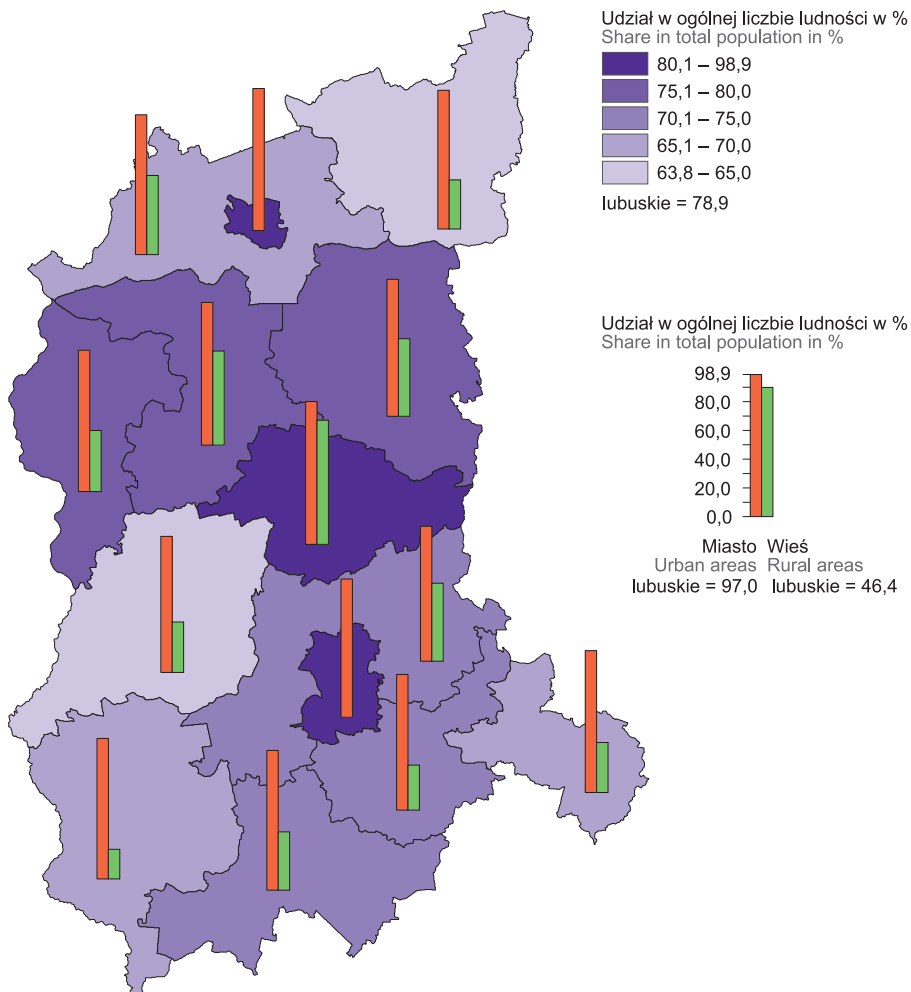 Udział w ogólnej liczbie ludności w %
Share in total population in %
80,1 – 98,9
75,1 – 80,0
70,1 – 75,0
65,1 – 70,0
63,8 – 65,0
lubuskie = 78,9
Udział w ogólnej liczbie ludności w %
Share in total population in %
98,9
80,0
60,0
40,0
20,0
0,0
Miasto Wieś
Urban areas Rural areas
lubuskie = 97,0 lubuskie = 46,4